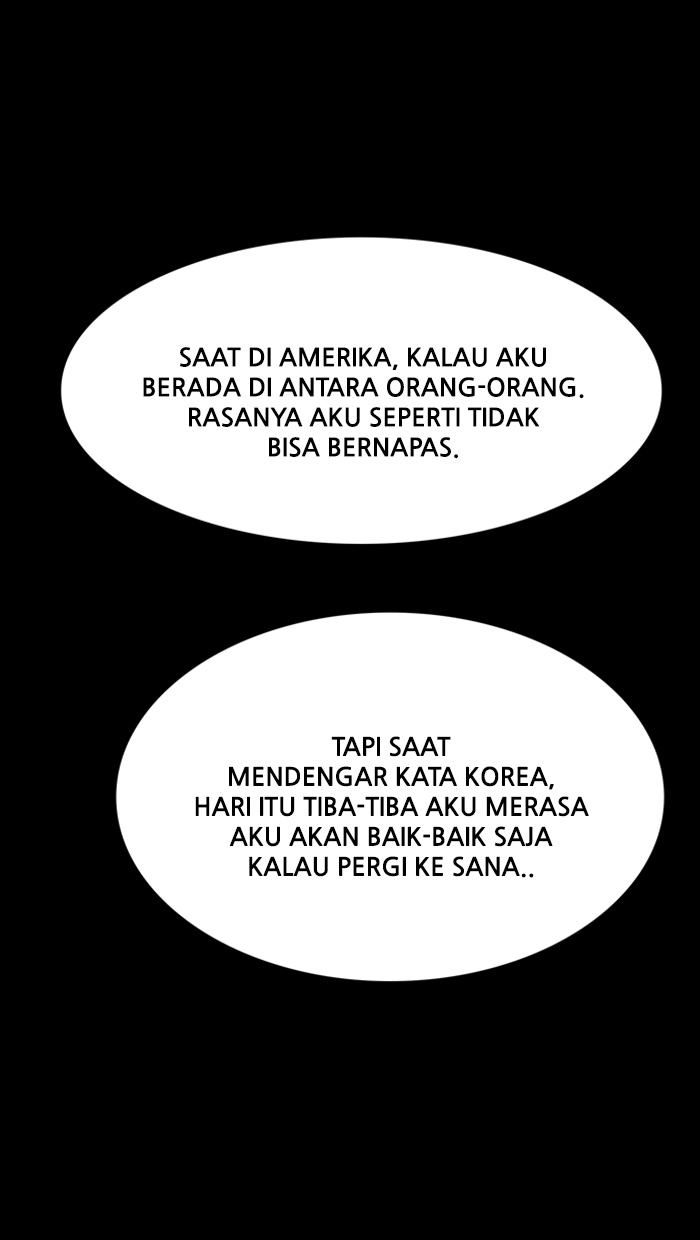 SAAT DI AMERIKA, KALAU AKU
BERADA DI ANTARA ORANG-ORANG.
RASANYA AKU SEPERTI TIDAK
BISA BERNAPAS.
TAPI SAAT
MENDENGAR KATA KOREA,
HARI ITU TIBA-TIBA AKU MERASA
AKU AKAN BAIK-BAIK SAJA
KALAU PERGI KE SANA..